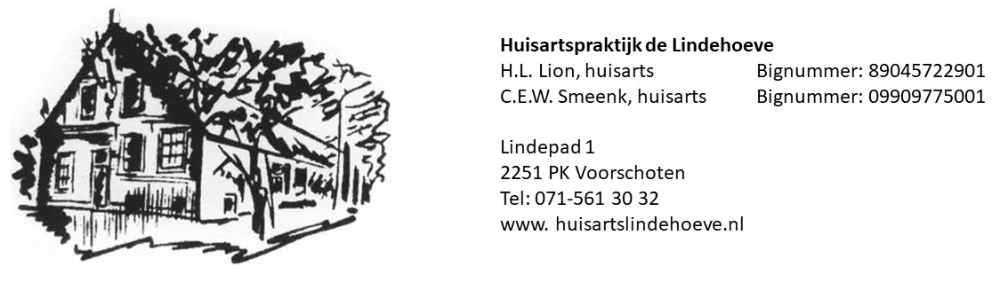 Huisartspraktijk de Lindehoeve
H.L. Lion, huisarts Bignummer: 89045722901
C.E.W. Smeenk, huisarts Bignummer: 09909775001
Lindepad 1
2251 PK Voorschoten
Tel: 071-561 30 32
www. huisartslindehoeve.nl